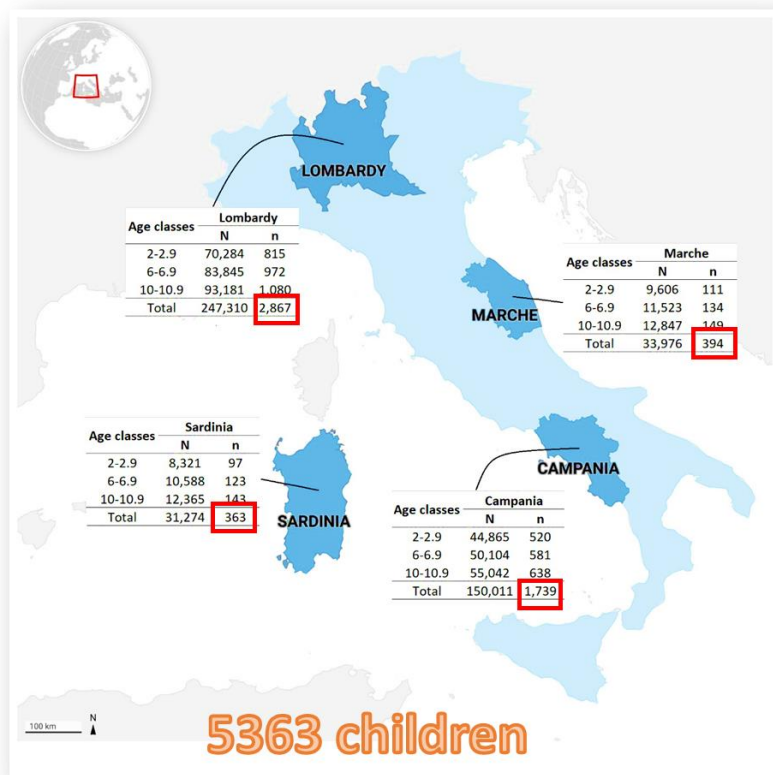 LOMBARDY
Age classes Lombardy
N n
2-2.9 70,284 815
6-6.9 83,845 972
10-10.9 93,181 1,080
Total 247,310 2,867
Age classes Marche
N n
2-2.9 9,606 111
6-6.9 11,523 134
10-10.9 12,847 149
Total 33,976 394
MARCHE
Age classes Sardinia
N n
2-2.9 8,321 97
6-6.9 10,588 123
10-10.9 12,365 143
Total 31,274 363
SARDINIA
CAMPANIA
Age classes Campania
N n
2-2.9 44,865 520
6-6.9 50,104 581
10-10.9 55,042 638
Total 150,011 1,739
100 km
N
5363 children